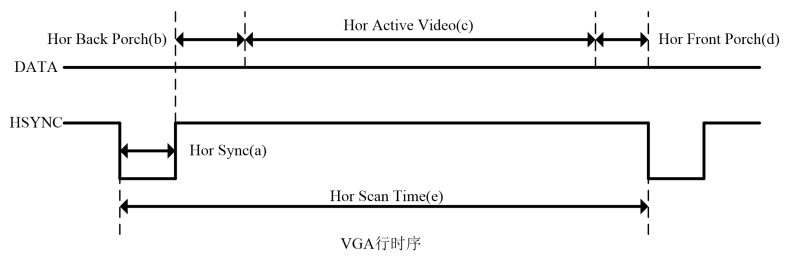 Hor Active Video(c)
Hor Back Porch(b)
Hor Front Porch(d)
DATA
HSYNC
Hor Sync(a)
Hor Scan Time(e)
VGA行时序